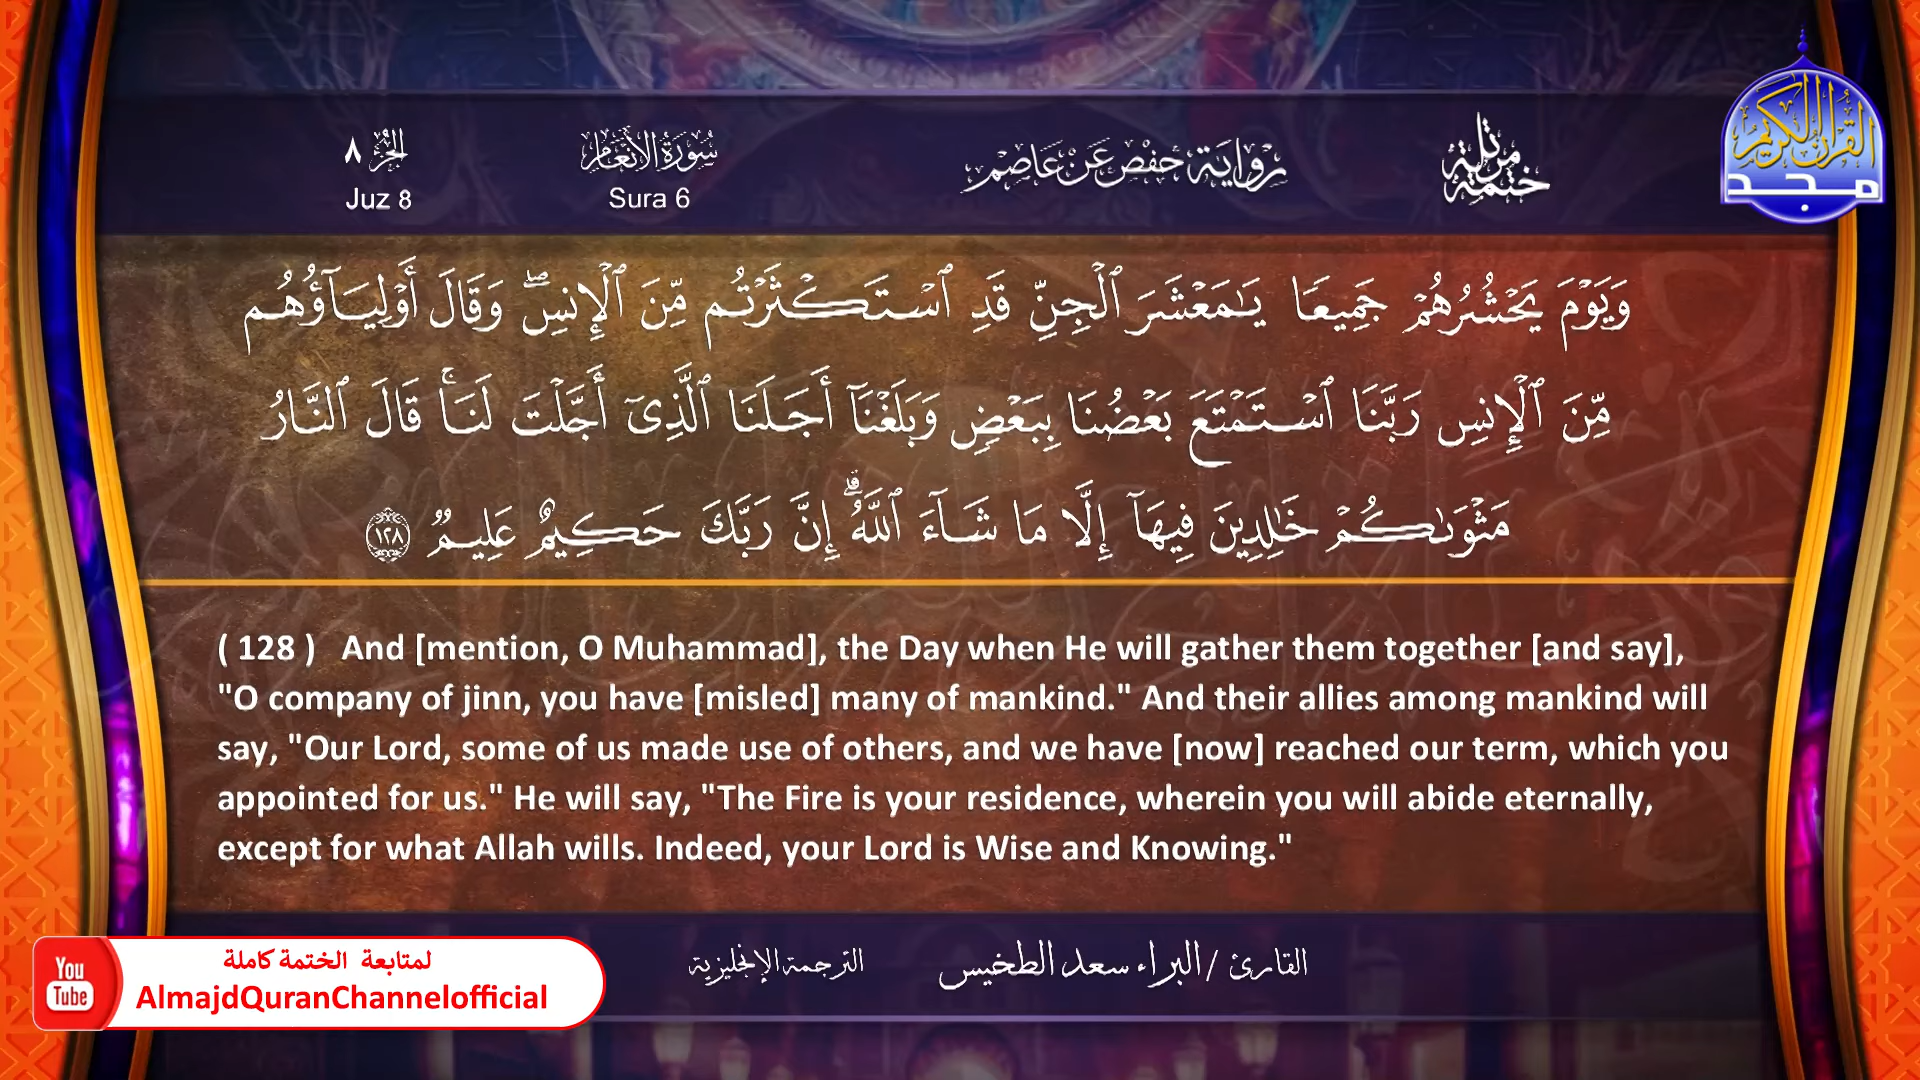 الجزء ٨
Juz 8
سورة الأنعام
Sura 6
رواية حفص عن عاصم
ختمة مرتلة
القرآن الكريم
مجد
وَيَوْمَ يَحْشُرُهُمْ جَمِيعًا يَـٰمَعْشَرَ ٱلْجِنِّ قَدِ ٱسْتَكْثَرْتُم مِّنَ ٱلْإِنسِ ۖ وَقَالَ أَوْلِيَآؤُهُم
مِّنَ ٱلْإِنسِ رَبَّنَا ٱسْتَمْتَعَ بَعْضُنَا بِبَعْضٍ وَبَلَغْنَآ أَجَلَنَا ٱلَّذِىٓ أَجَّلْتَ لَنَا ۚ قَالَ ٱلنَّارُ
مَثْوَىٰكُمْ خَـٰلِدِينَ فِيهَآ إِلَّا مَا شَآءَ ٱللَّهُ ۗ إِنَّ رَبَّكَ حَكِيمٌ عَلِيمٌ ١٢٨
( 128 ) And [mention, O Muhammad], the Day when He will gather them together [and say],
"O company of jinn, you have [misled] many of mankind." And their allies among mankind will
say, "Our Lord, some of us made use of others, and we have [now] reached our term, which you
appointed for us." He will say, "The Fire is your residence, wherein you will abide eternally,
except for what Allah wills. Indeed, your Lord is Wise and Knowing."
القارئ / البراء سعد الطخيس
الترجمة الإنجليزية
You
Tube
لمتابعة الختمة كاملة
AlmajdQuranChannelofficial